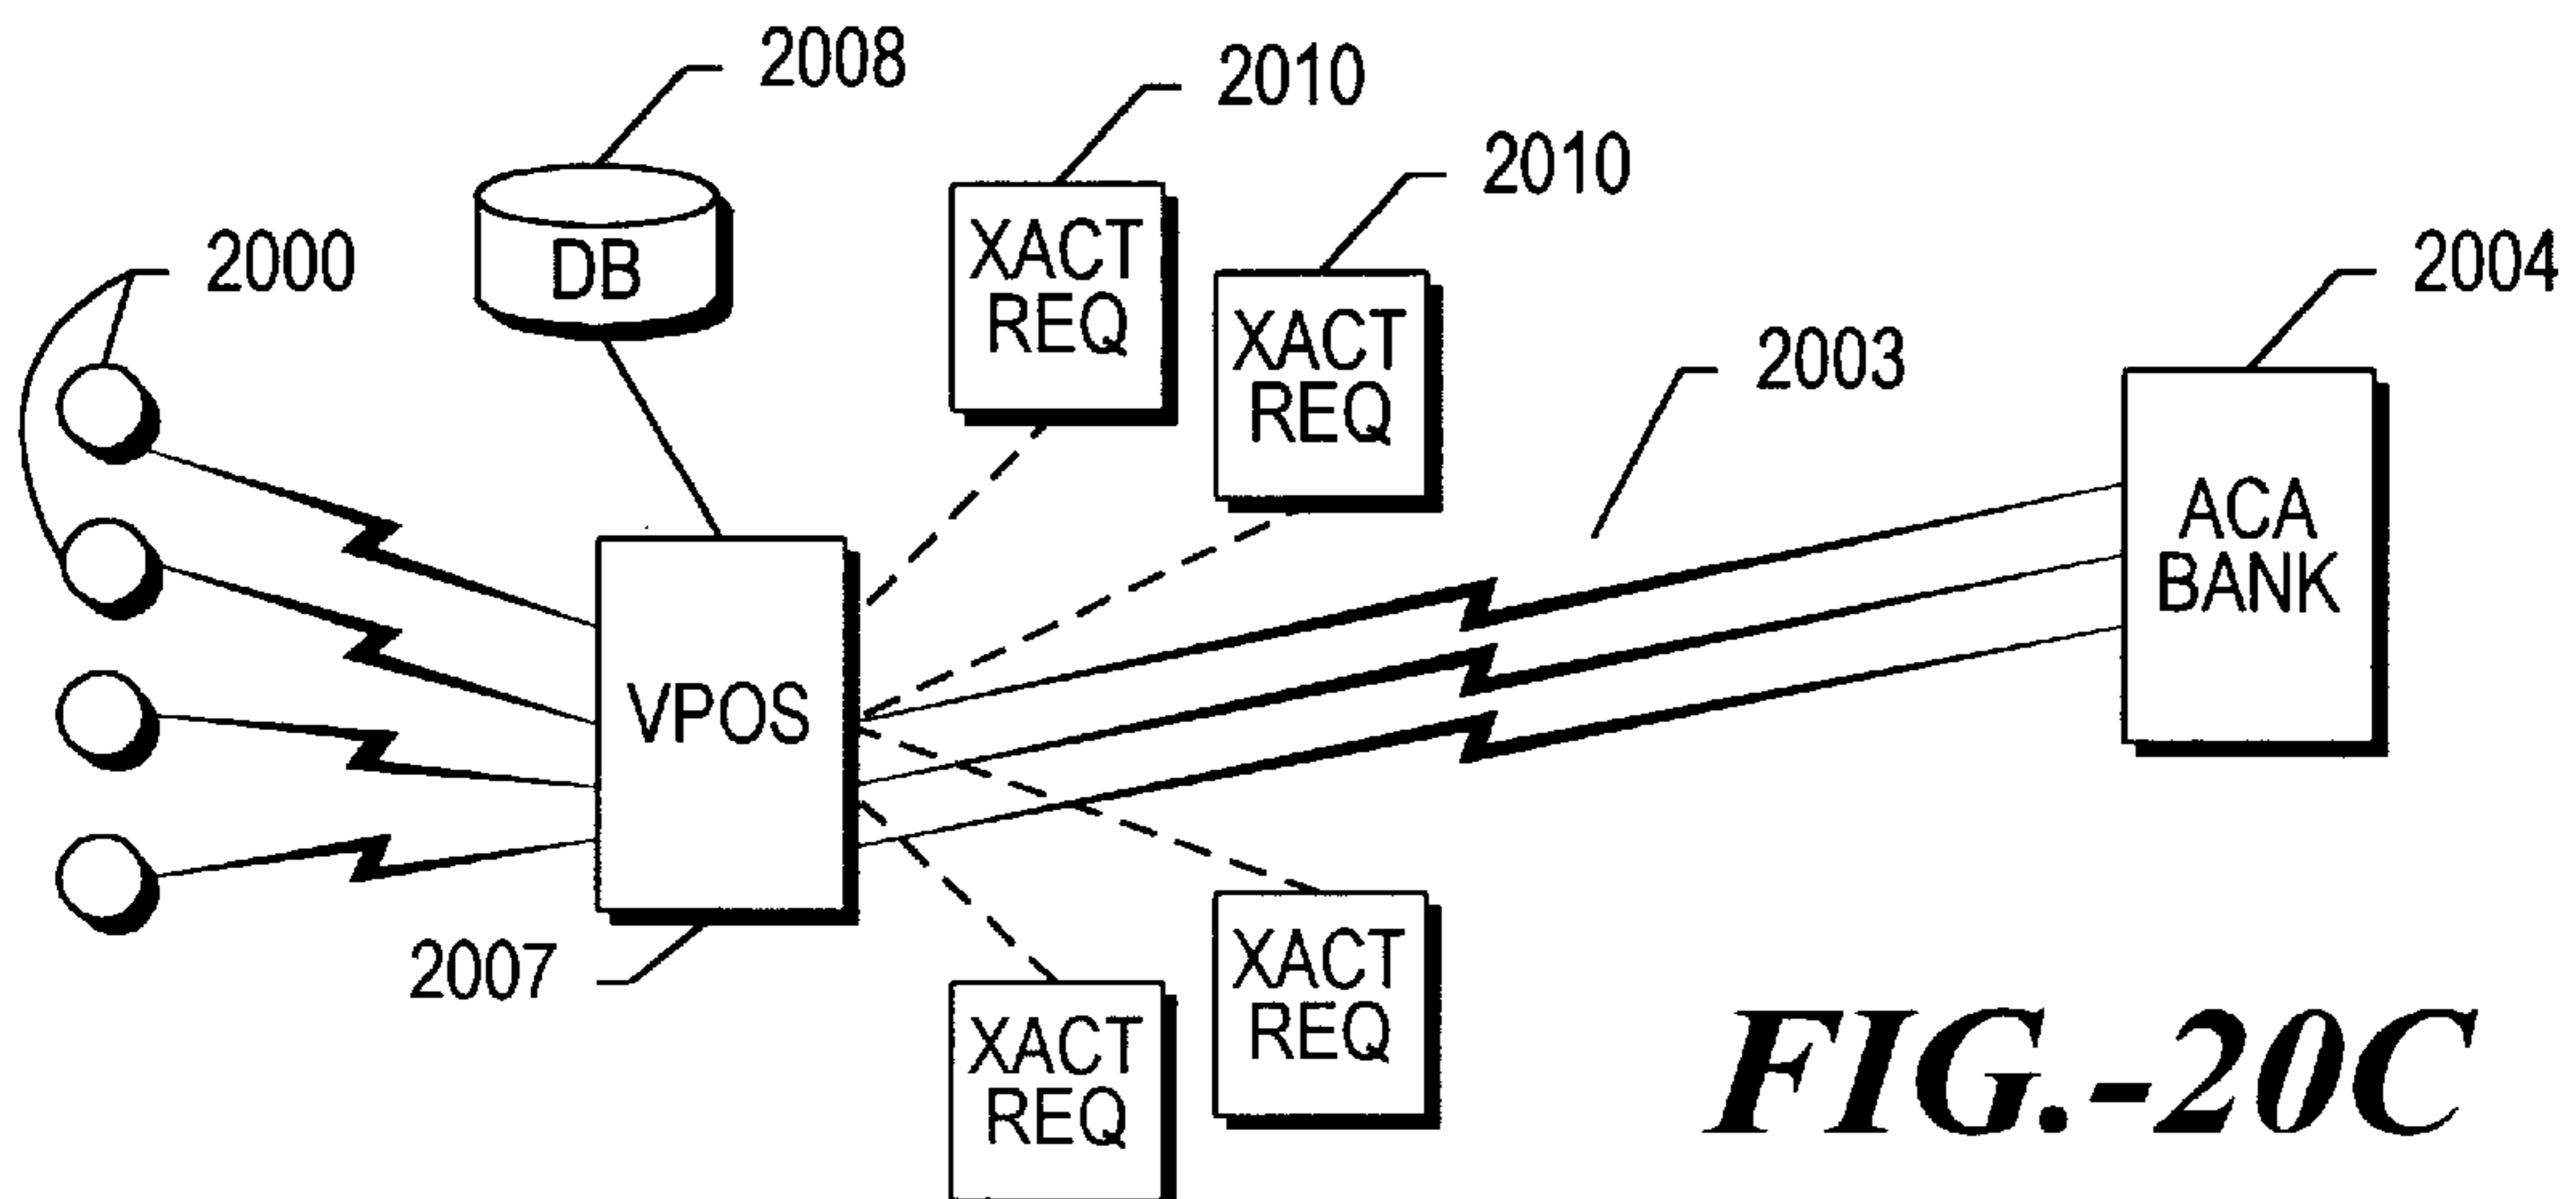 2008
2010
2010
2000
DB
XACT
REQ
XACT
REQ
2003
2004
ACA
BANK
VPOS
2007
XACT
REQ
XACT
REQ
FIG.-20C